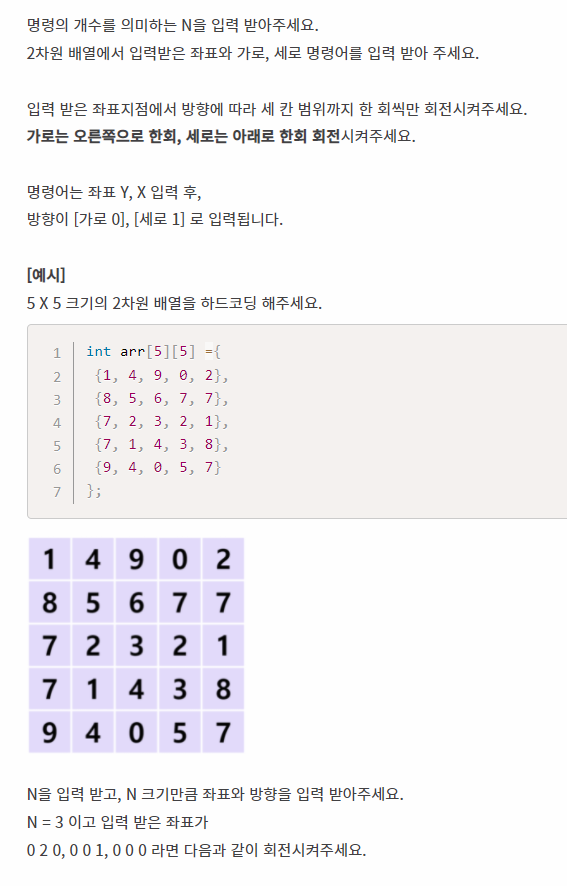 명령의 개수를 의미하는 N을 입력 받아주세요.
2차원 배열에서 입력받은 좌표와 가로, 세로 명령어를 입력 받아 주세요.
입력 받은 좌표지점에서 방향에 따라 세 칸 범위까지 한 회씩만 회전시켜주세요.
가로는 오른쪽으로 한회, 세로는 아래로 한회 회전시켜주세요.
명령어는 좌표 Y, X 입력 후,
방향이 [가로 0], [세로 1] 로 입력됩니다.
[예시]
5 X 5 크기의 2차원 배열을 하드코딩 해주세요.
1 int arr[5][5] ={
2 {1, 4, 9, 0, 2},
3 {8, 5, 6, 7, 7},
4 {7, 2, 3, 2, 1},
5 {7, 1, 4, 3, 8},
6 {9, 4, 0, 5, 7}
7 };
1 4 9 0 2
8 5 6 7 7
7 2 3 2 1
7 1 4 3 8
9 4 0 5 7
N을 입력 받고, N 크기만큼 좌표와 방향을 입력 받아주세요.
N = 3 이고 입력 받은 좌표가
0 2 0, 0 0 1, 0 0 0 라면 다음과 같이 회전시켜주세요.